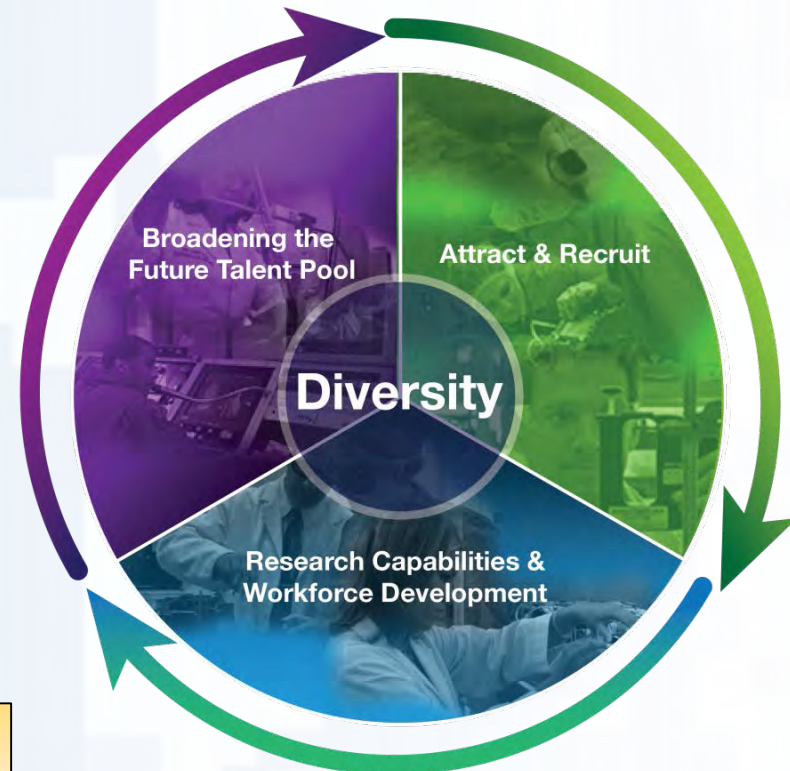 Broadening the
Future Talent Pool
Attract & Recruit
Diversity
Research Capabilities &
Workforce Development